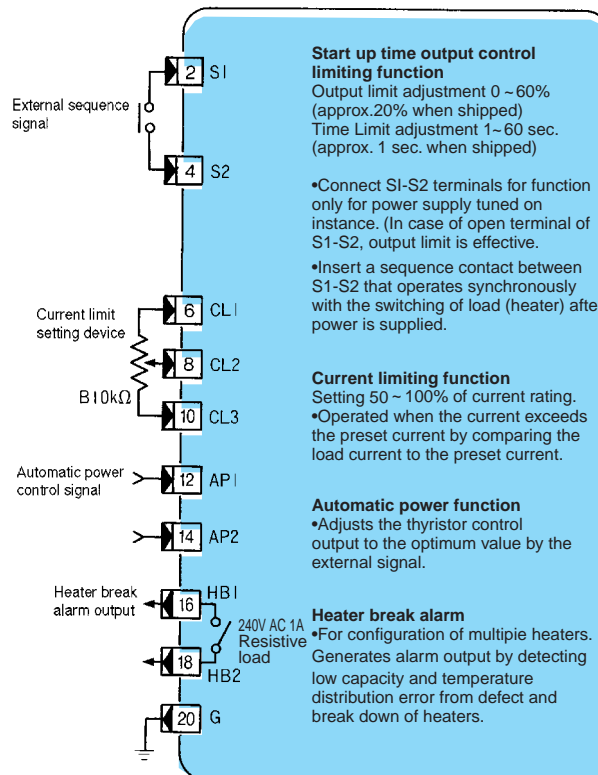 2 S1
External sequence
signal
4 S2
Start up time output control
limiting function
Output limit adjustment 0 ~ 60%
(approx.20% when shipped)
Time Limit adjustment 1~ 60 sec.
(approx. 1 sec. when shipped)
•Connect SI-S2 terminals for function
only for power supply tuned on
instance. (In case of open terminal of
S1-S2, output limit is effective.
•Insert a sequence contact between
S1-S2 that operates synchronously
with the switching of load (heater) afte
power is supplied.
6 CL1
Current limit
setting device
8 CL2
B10kΩ
10 CL3
Current limiting function
Setting 50 ~ 100% of current rating.
•Operated when the current exceeds
the preset current by comparing the
load current to the preset current.
Automatic power
control signal
12 AP1
14 AP2
Automatic power function
•Adjusts the thyristor control
output to the optimum value by the
external signal.
Heater break
alarm output
HB1
16
240V AC 1A
Resistive
load
18
HB2
20 G
Heater break alarm
•For configuration of multipie heaters.
Generates alarm output by detecting
low capacity and temperature
distribution error from defect and
break down of heaters.